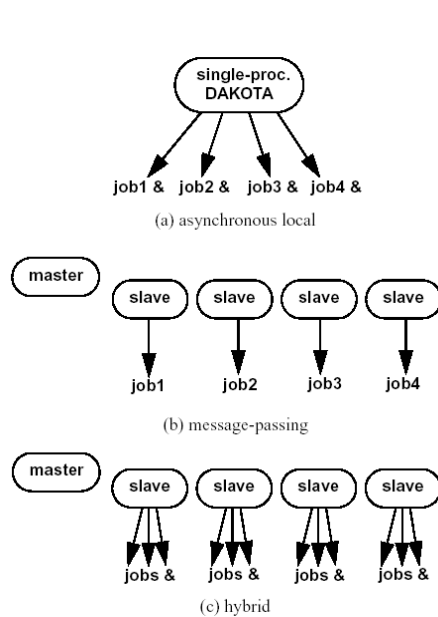 single-proc.
DAKOTA
job1 & job2 & job3 & job4 &
(a) asynchronous local
master
slave slave slave slave
job1 job2 job3 job4
(b) message-passing
master
slave slave slave slave
jobs & jobs & jobs & jobs &
(c) hybrid